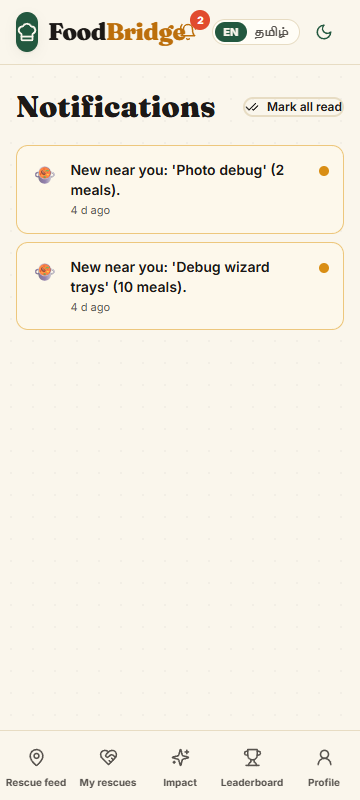 FoodBridge
2
EN
தமிழ்
Notifications
Mark all read
New near you: 'Photo debug' (2
meals).
4 d ago
New near you: 'Debug wizard
trays' (10 meals).
4 d ago
Rescue feed
My rescues
Impact
Leaderboard
Profile